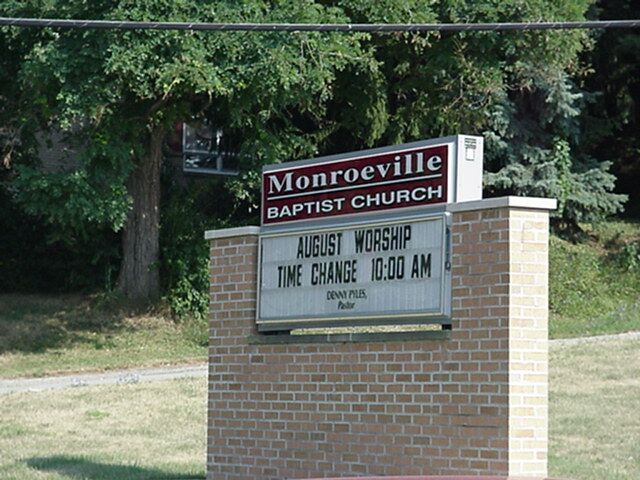 Monroeville
BAPTIST CHURCH
AUGUST WORSHIP
TIME CHANGE 10:00 AM
DENNY PYLES,
Pastor